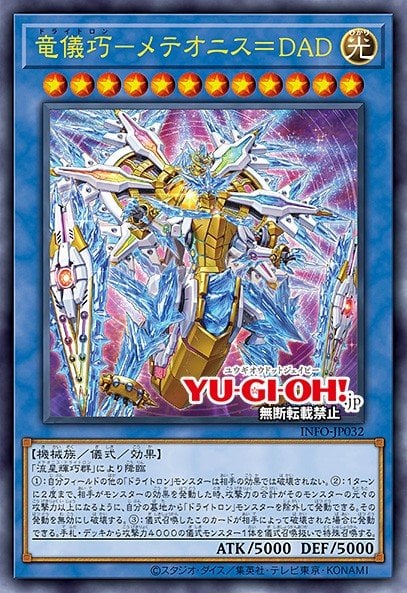 ドライトロン
竜儀巧－メテオニス＝DAD
ひかり
光
ユウギオウドットジェイピー
YU-GI-OH!.jp
無断転載禁止
INFO-JP032
【機械族／儀式／効果】
「流星輝巧群」により降臨
①：自分フィールドの他の「ドライトロン」モンスターは相手の効果では破壊されない。②：1ターン
に２度まで、相手がモンスターの効果を発動した時、攻撃力の合計がそのモンスターの元々の
攻撃力以上になるように、自分の墓地から「ドライトロン」モンスターを除外して発動できる。そ
の発動を無効にし破壊する。③：儀式召喚したこのカードが相手によって破壊された場合に発動
できる。手札・デッキから攻撃力４０００の儀式モンスター１体を儀式召喚扱いで特殊召喚する。
ATK/5000 DEF/5000
©スタジオ・ダイス／集英社・テレビ東京・KONAMI